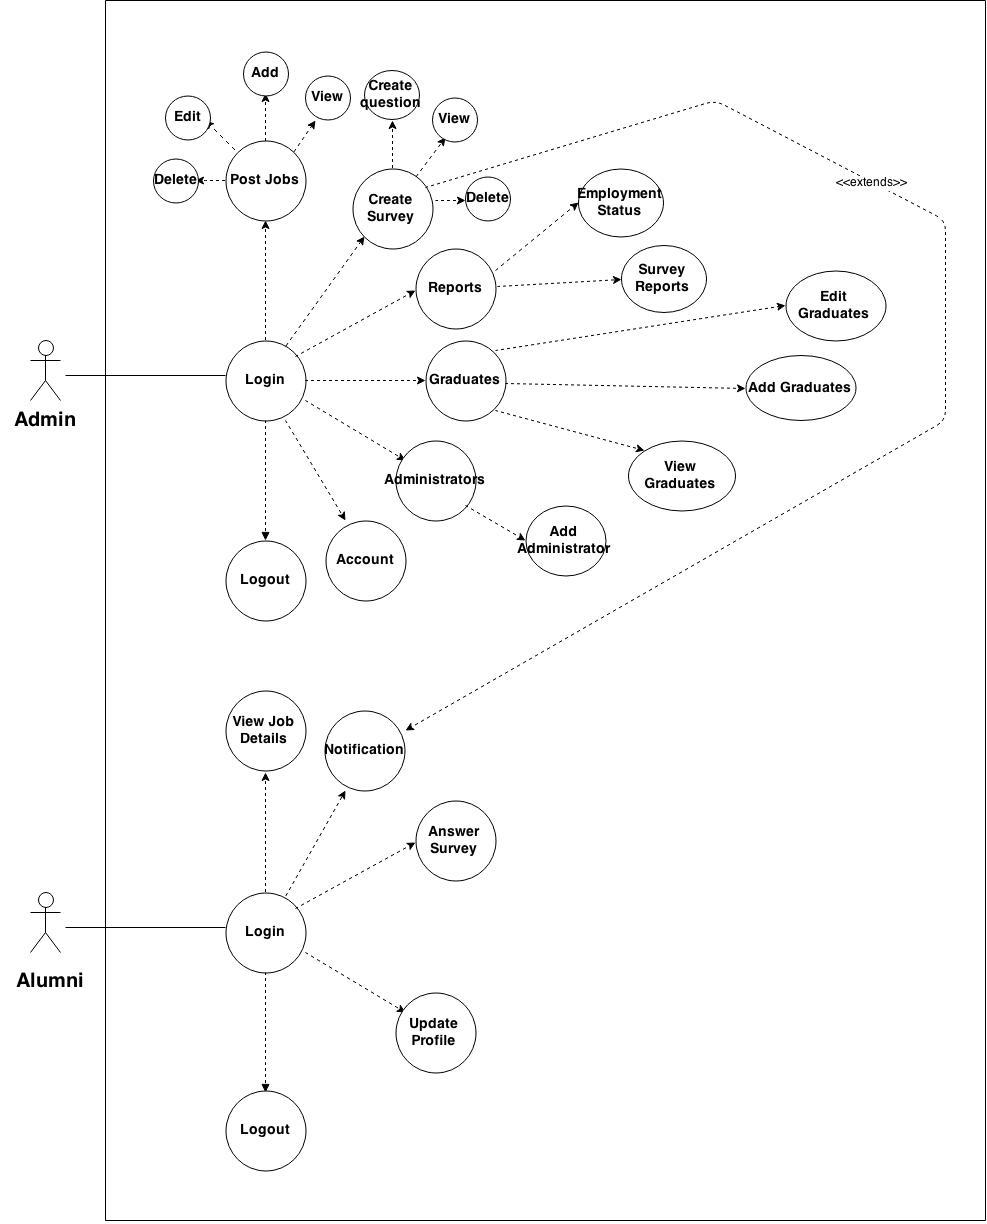 Add
Edit
View
Delete
Post Jobs
Create
question
View
Create
Survey
Delete
<<extends>>
Employment
Status
Reports
Survey
Reports
Edit
Graduates
Login
Graduates
Add Graduates
Admin
View
Graduates
Administrators
Add
Administrator
Account
Logout
View Job
Details
Notification
Answer
Survey
Login
Alumni
Update
Profile
Logout